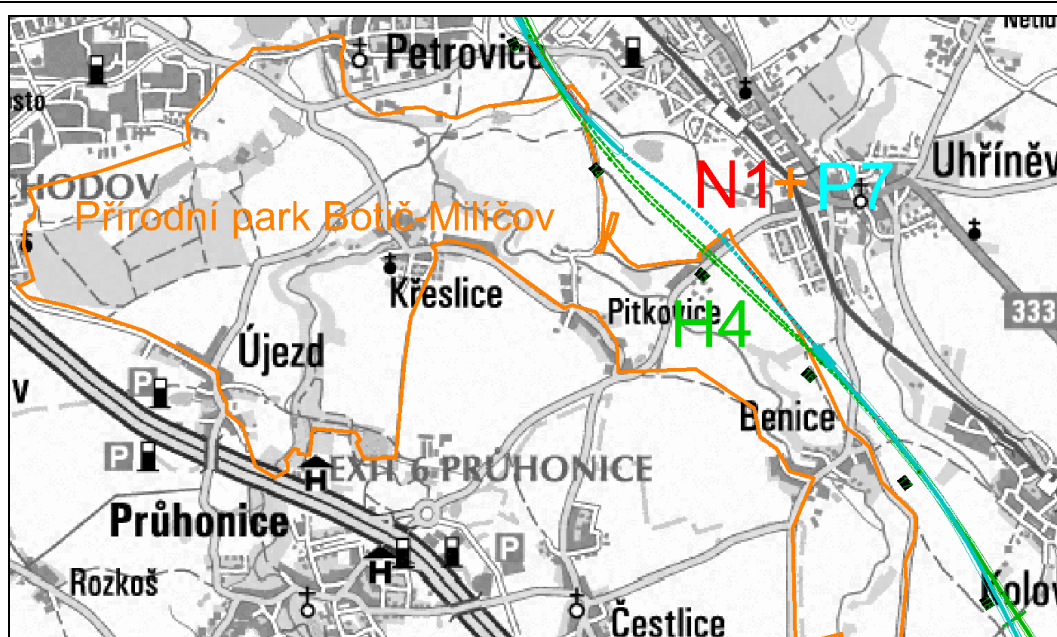 Petrovice
N1+P7
Uhříněv
HODOV
Přírodní park Botič-Milíčov
Křeslice
Pitkovice
H4
333
Újezd
P
V
Benice
P
EXIT 6 PRŮHONICE
H
Průhonice
P
H
Rozkoš
Kolov
Čestlice